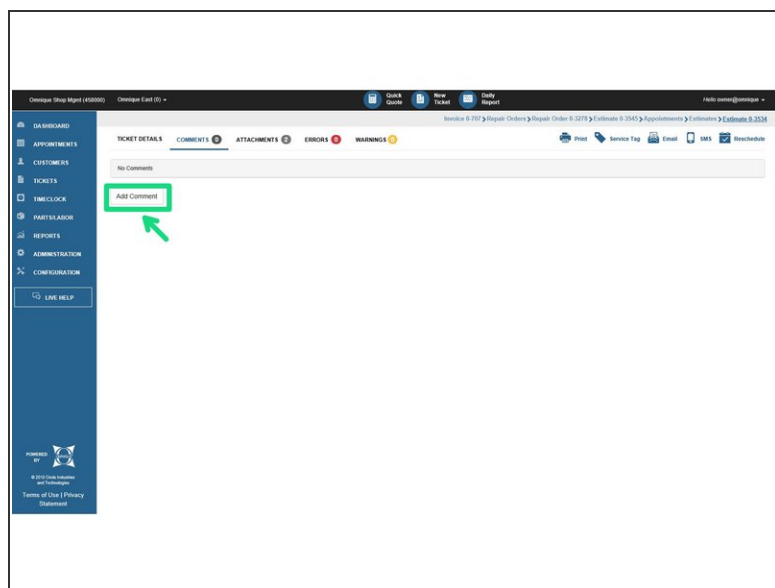 Omnique Shop Mgmt (458000) Omnique East (0) Quick Quote New Ticket Daily Report Hello owner@omnique
Invoice 0-707 Repair Orders Repair Order 0-3278 Estimate 0-3545 Appointments Estimates Estimate 0-3534
TICKET DETAILS COMMENTS 0 ATTACHMENTS 2 ERRORS 0 WARNINGS 0 Print Service Tag Email SMS Reschedule
No Comments
Add Comment
DASHBOARD
APPOINTMENTS
CUSTOMERS
TICKETS
TIMECLOCK
PARTS/LABOR
REPORTS
ADMINISTRATION
CONFIGURATION
LIVE HELP
POWERED
BY
and Technologies
Terms of Use | Privacy
Statement